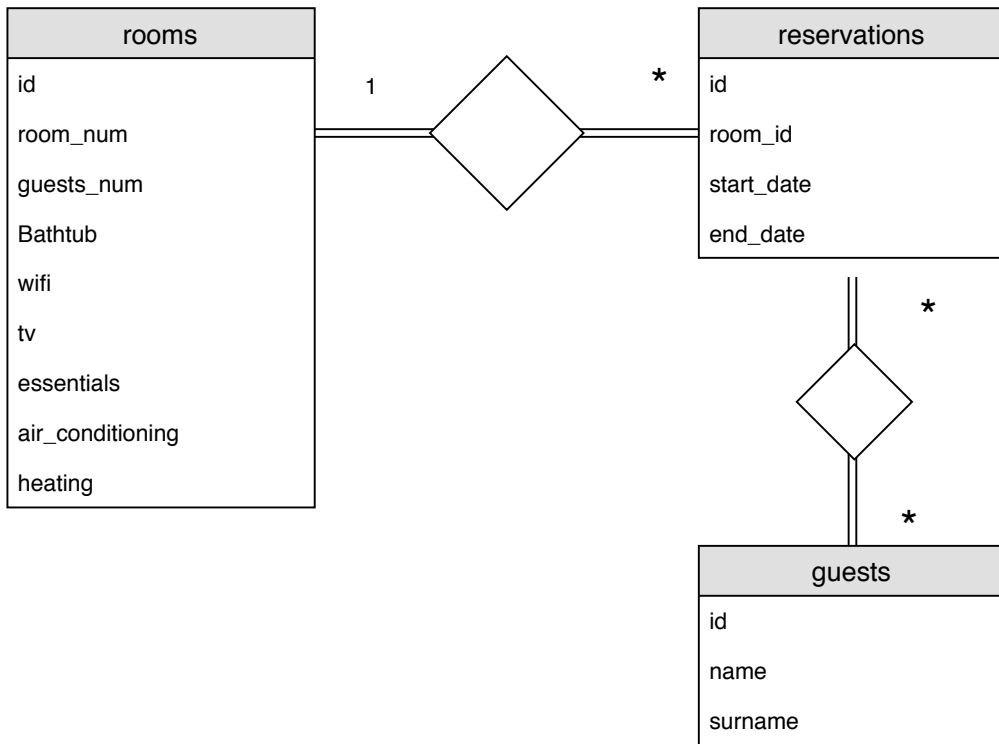 rooms
id
room_num
guests_num
Bathtub
wifi
tv
essentials
air_conditioning
heating
1
*
reservations
id
room_id
start_date
end_date
*
*
guests
id
name
surname